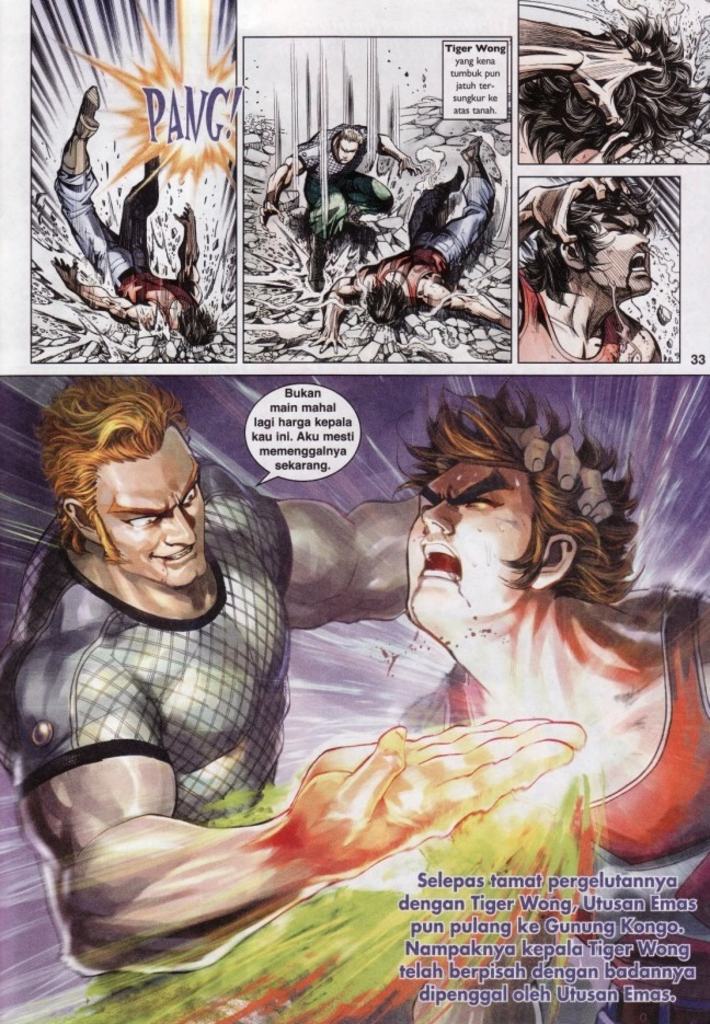 PANG!
Tiger Wong
yang kena
tumbuk pun
jatuh ter-
sungkur ke
atas tanah.
33
Bukan
main mahal
lagi harga kepala
kau ini. Aku mesti
memenggalnya
sekarang.
Selepas tamat pergelutannya
dengan Tiger Wong, Utusan Emas
pun pulang ke Gunung Kongo.
Nampaknya kepala Tiger Wong
telah berpisah dengan badannya
dipenggal oleh Utusan Emas.